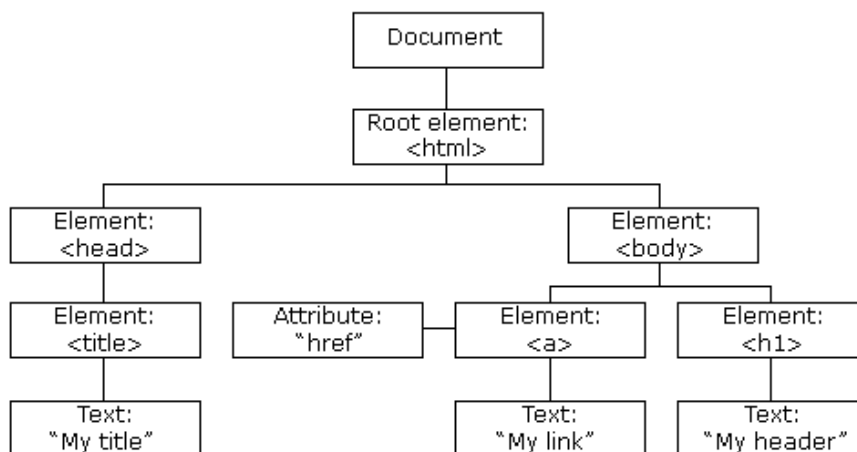 Document
Root element:
<html>
Element:
<head>
Element:
<body>
Element:
<title>
Attribute:
“href”
Element:
<a>
Element:
<h1>
Text:
“My title”
Text:
“My link”
Text:
“My header”